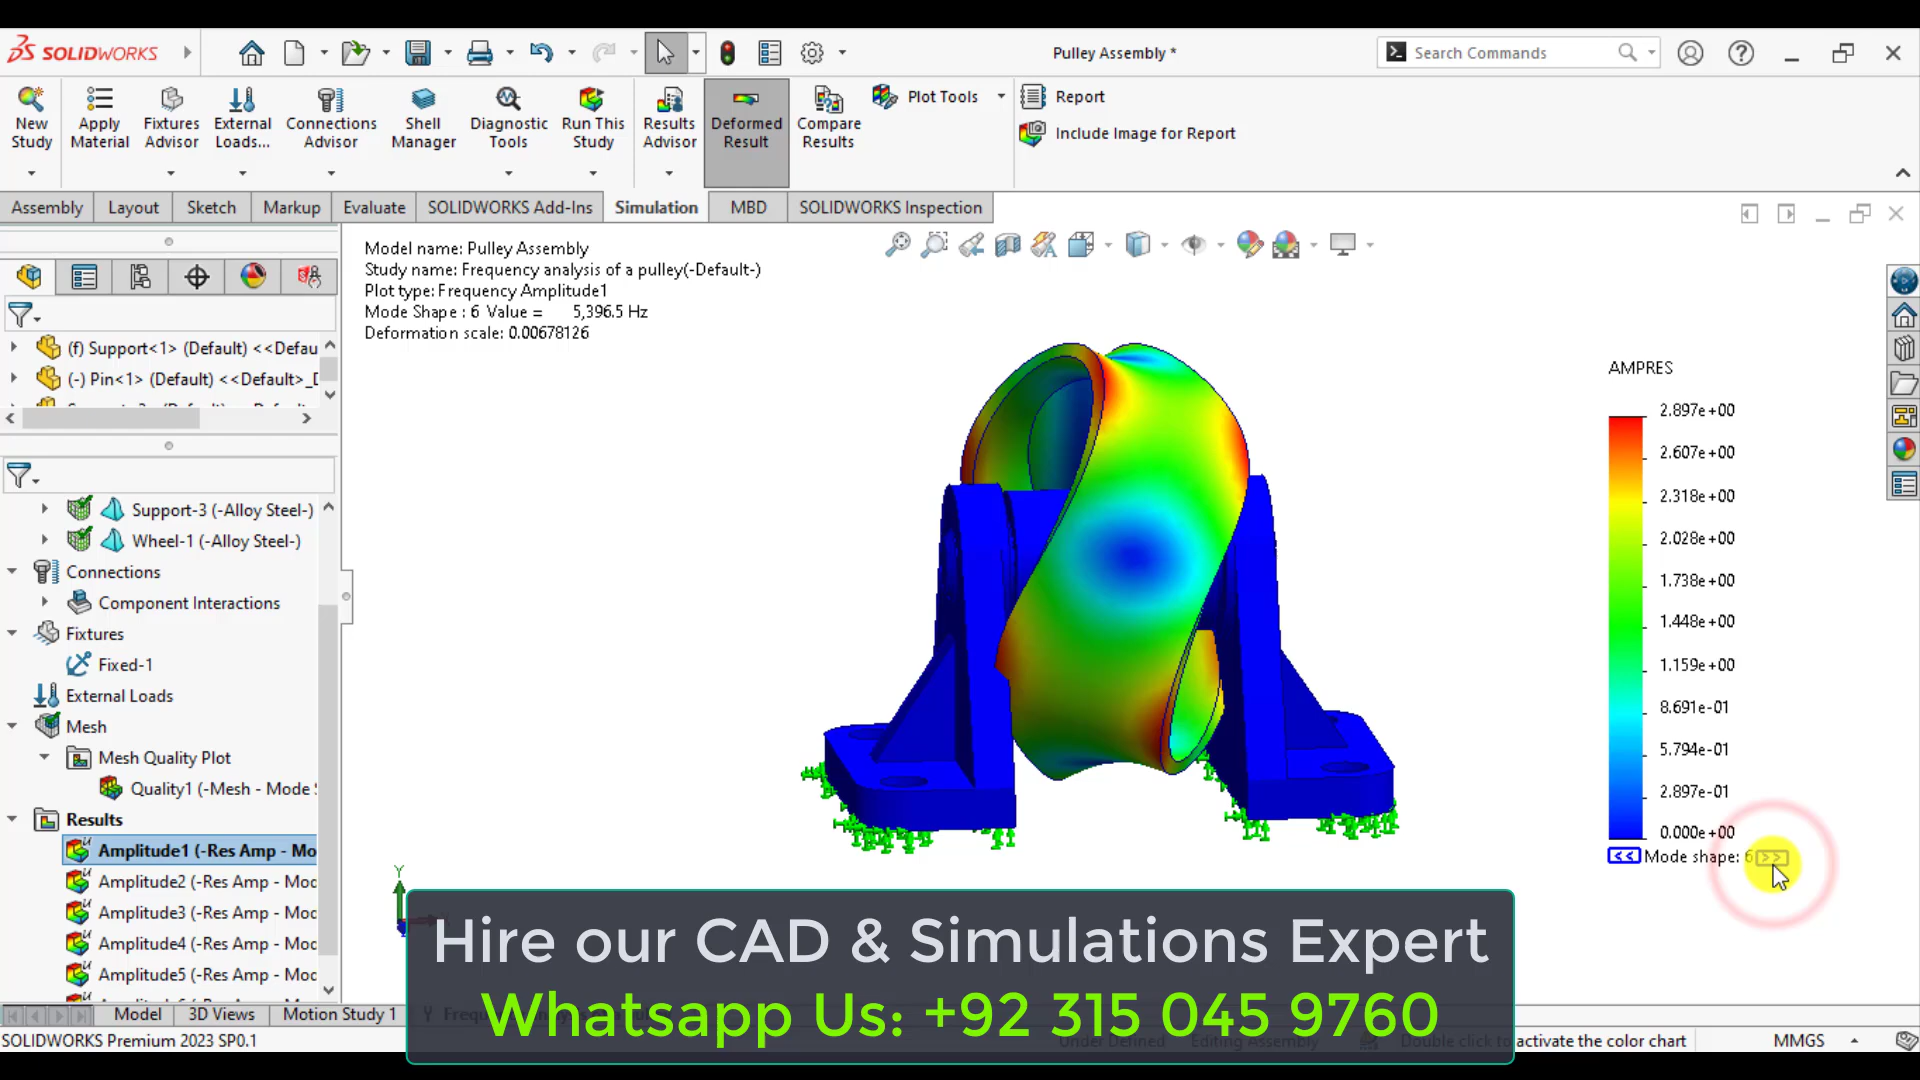 SOLIDWORKS
Pulley Assembly *
Search Commands
New Study
Apply Material
Fixtures Advisor
External Loads...
Connections Advisor
Shell Manager
Diagnostic Tools
Run This Study
Results Advisor
Deformed Result
Compare Results
Plot Tools
Report
Include Image for Report
Assembly
Layout
Sketch
Markup
Evaluate
SOLIDWORKS Add-Ins
Simulation
MBD
SOLIDWORKS Inspection
Model name: Pulley Assembly
Study name: Frequency analysis of a pulley(-Default-)
Plot type: Frequency Amplitude1
Mode Shape : 6 Value = 5,396.5 Hz
Deformation scale: 0.00678126
(f) Support<1> (Default) <<Defau
(-) Pin<1> (Default) <<Default>_D
Support-3 (-Alloy Steel-)
Wheel-1 (-Alloy Steel-)
Connections
Component Interactions
Fixtures
Fixed-1
External Loads
Mesh
Mesh Quality Plot
Quality1 (-Mesh - Mode
Results
Amplitude1 (-Res Amp - Mo
Amplitude2 (-Res Amp - Moc
Amplitude3 (-Res Amp - Moc
Amplitude4 (-Res Amp - Moc
Amplitude5 (-Res Amp - Moc
AMPRES
2.897e+00
2.607e+00
2.318e+00
2.028e+00
1.738e+00
1.448e+00
1.159e+00
8.691e-01
5.794e-01
2.897e-01
0.000e+00
<< Mode shape: 6 >>
Y
Hire our CAD & Simulations Expert
Whatsapp Us: +92 315 045 9760
Model
3D Views
Motion Study 1
SOLIDWORKS Premium 2023 SP0.1
Under Defined
Editing Assembly
Double click to activate the color chart
MMGS